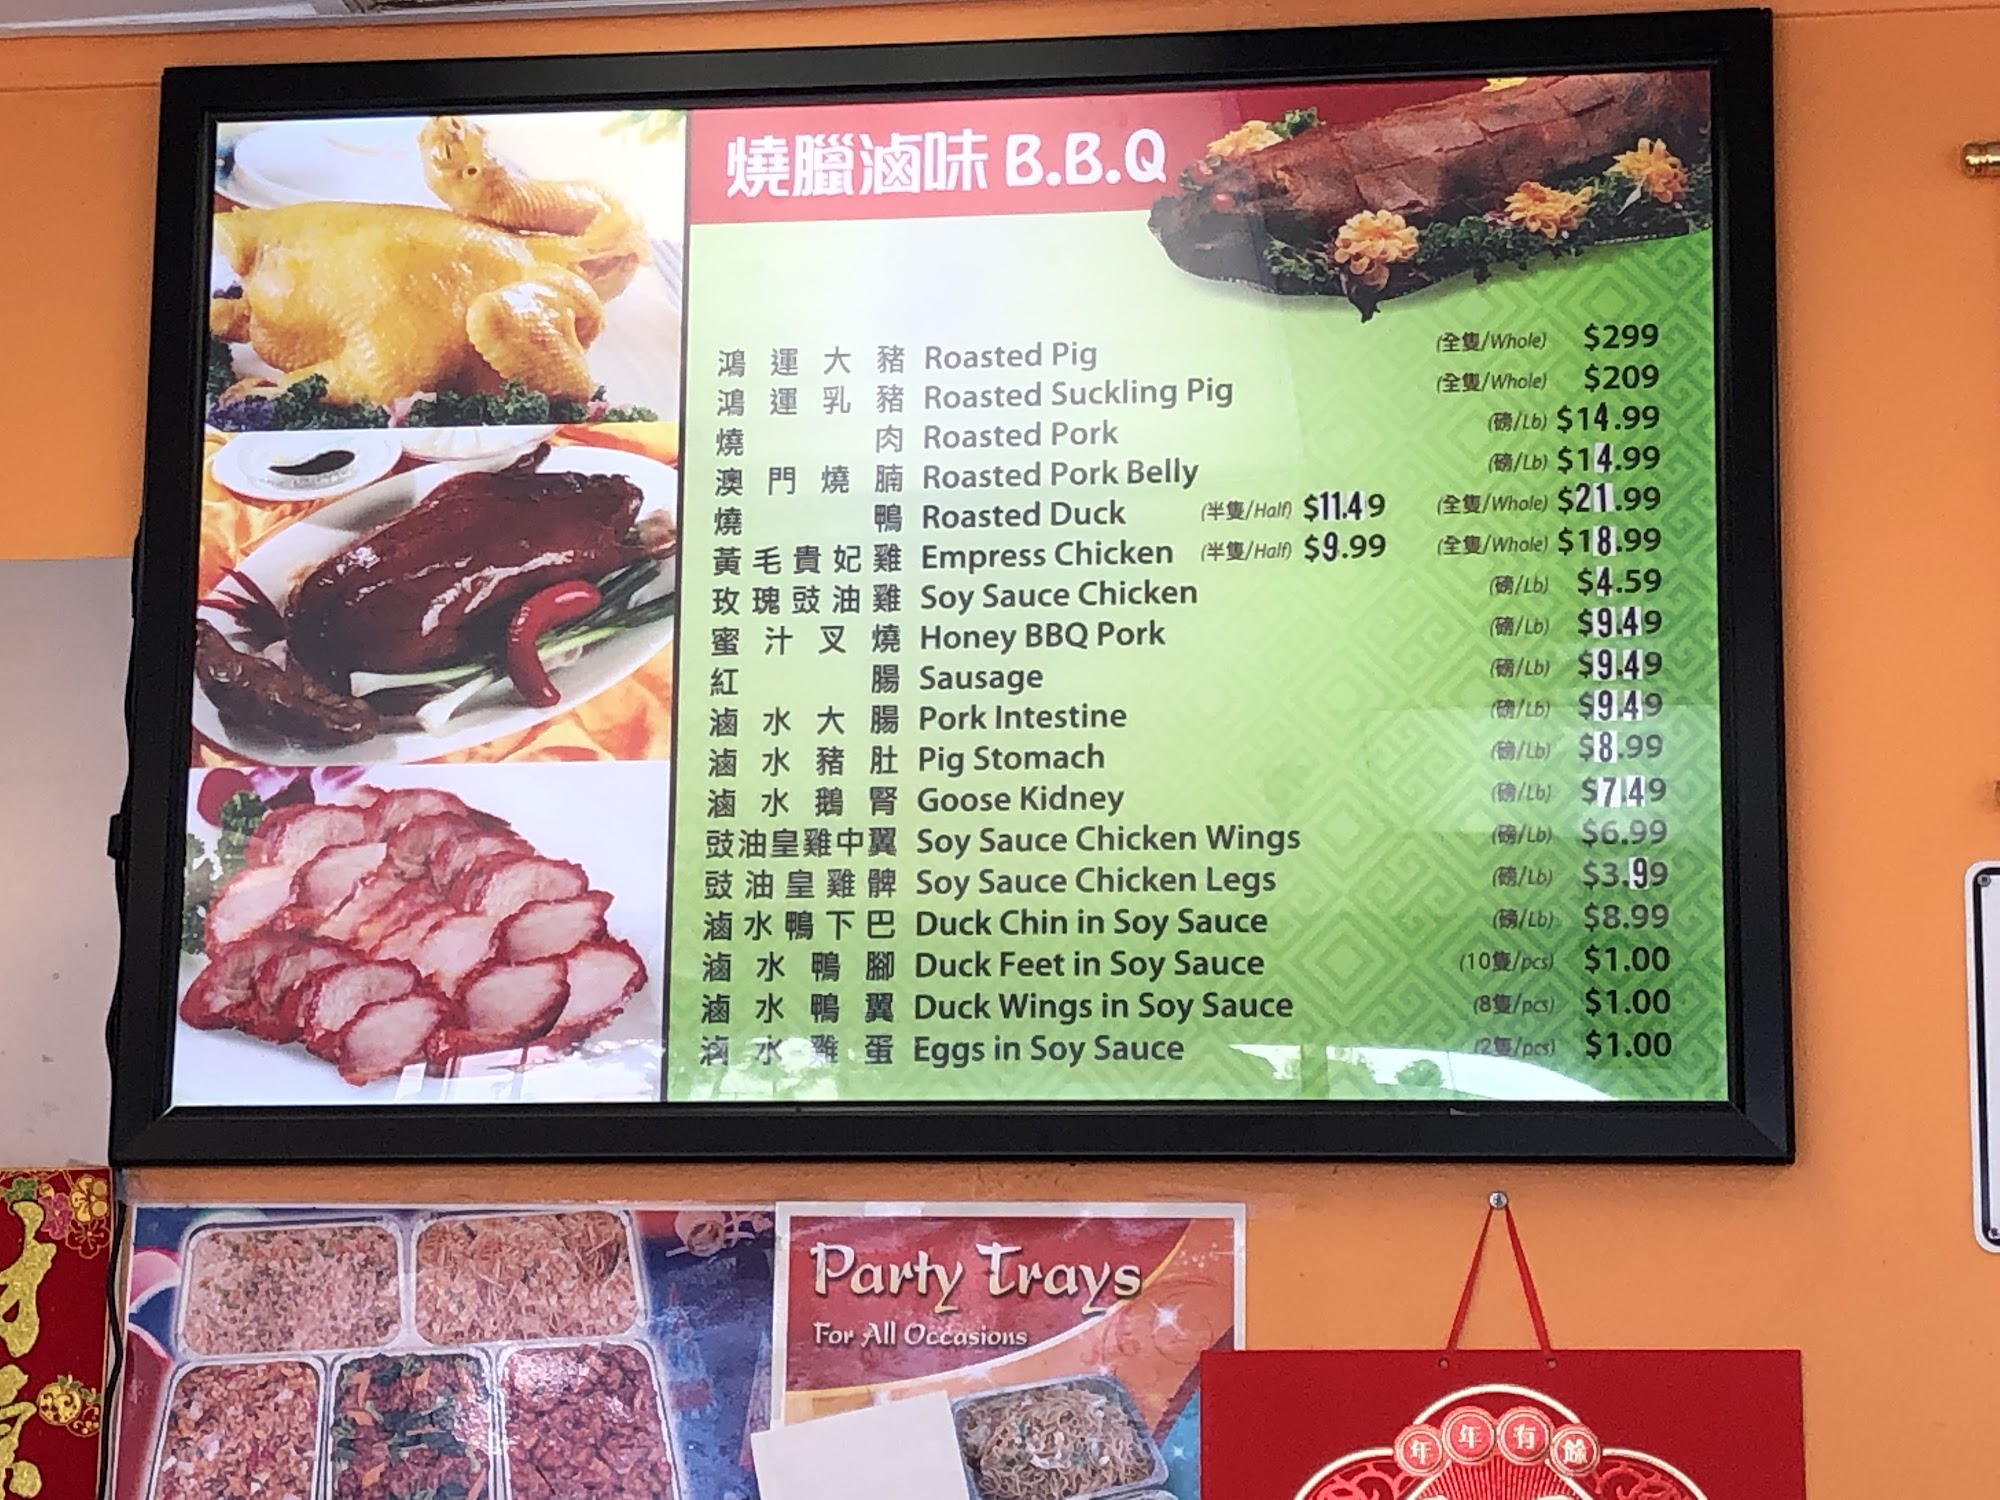 燒臘滷味 B.B.Q
鴻運大豬 Roasted Pig (全隻/Whole) $299
鴻運乳豬 Roasted Suckling Pig (全隻/Whole) $209
燒肉 Roasted Pork (磅/Lb) $14.99
澳門燒腩 Roasted Pork Belly (磅/Lb) $14.99
燒鴨 Roasted Duck (半隻/Half) $11.49 (全隻/Whole) $21.99
黃毛貴妃雞 Empress Chicken (半隻/Half) $9.99 (全隻/Whole) $18.99
玫瑰豉油雞 Soy Sauce Chicken (磅/Lb) $4.59
蜜汁叉燒 Honey BBQ Pork (磅/Lb) $9.49
紅腸 Sausage (磅/Lb) $9.49
滷水大腸 Pork Intestine (磅/Lb) $9.49
滷水豬肚 Pig Stomach (磅/Lb) $8.99
滷水鵝腎 Goose Kidney (磅/Lb) $7.49
豉油皇雞中翼 Soy Sauce Chicken Wings (磅/Lb) $6.99
豉油皇雞髀 Soy Sauce Chicken Legs (磅/Lb) $3.99
滷水鴨下巴 Duck Chin in Soy Sauce (磅/Lb) $8.99
滷水鴨腳 Duck Feet in Soy Sauce (10隻/pcs) $1.00
滷水鴨翼 Duck Wings in Soy Sauce (8隻/pcs) $1.00
滷水雞蛋 Eggs in Soy Sauce (2隻/pcs) $1.00
Party Trays
For All Occasions
年年有餘